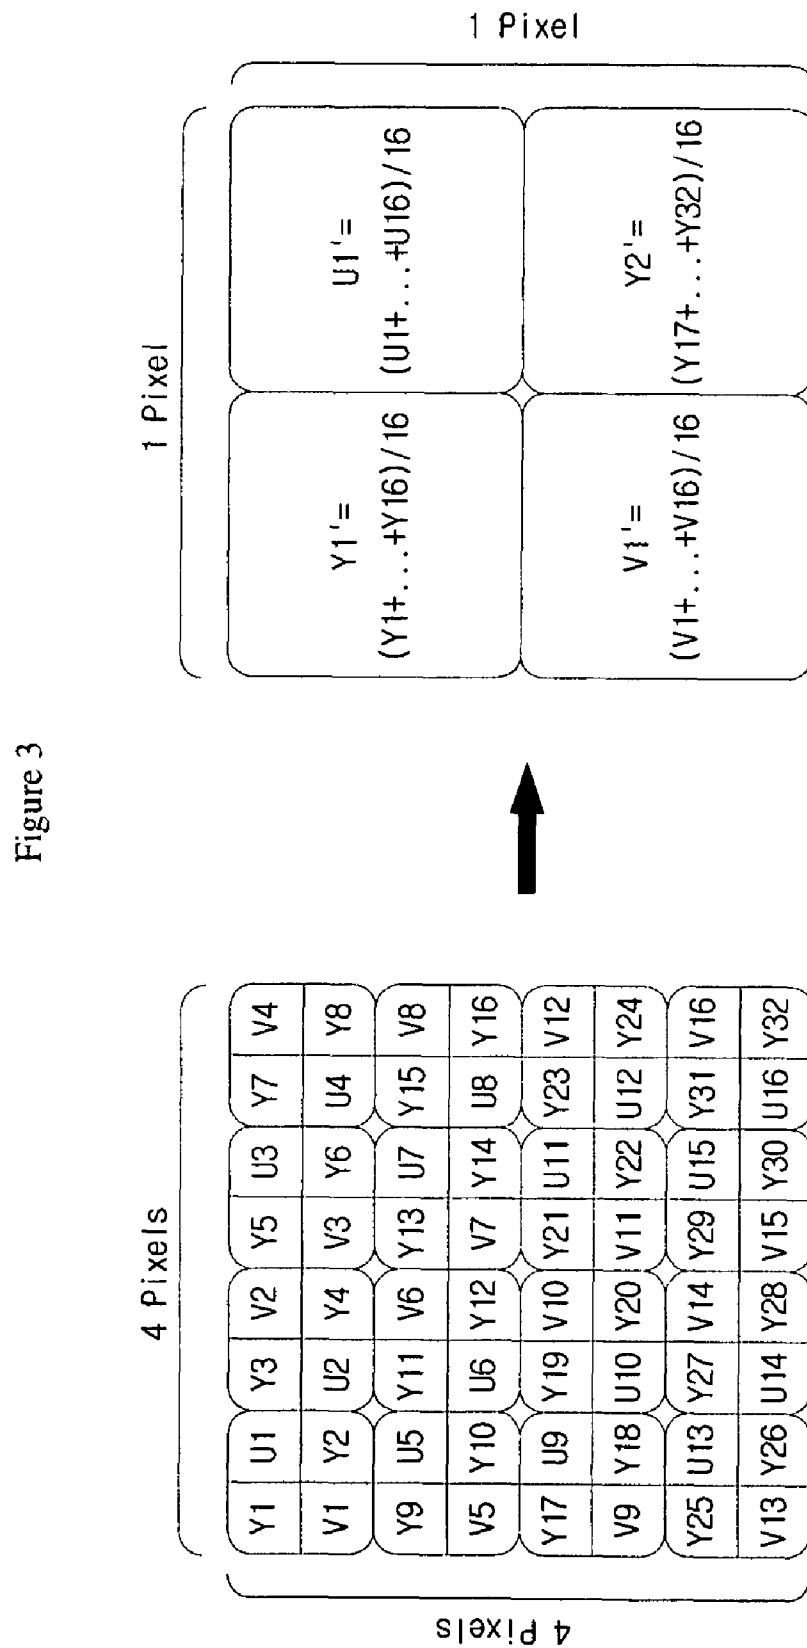 Figure 3
4 Pixels
4 Pixels
Y1 U1 Y3 V2 Y5 U3 Y7 V4
V1 Y2 U2 Y4 V3 Y6 U4 Y8
Y9 U5 Y11 V6 Y13 U7 Y15 V8
V5 Y10 U6 Y12 V7 Y14 U8 Y16
Y17 U9 Y19 V10 Y21 U11 Y23 V12
V9 Y18 U10 Y20 V11 Y22 U12 Y24
Y25 U13 Y27 V14 Y29 U15 Y31 V16
V13 Y26 U14 Y28 V15 Y30 U16 Y32
1 Pixel
1 Pixel
Y1'=
(Y1+...+Y16)/16
U1'=
(U1+...+U16)/16
V1'=
(V1+...+V16)/16
Y2'=
(Y17+...+Y32)/16